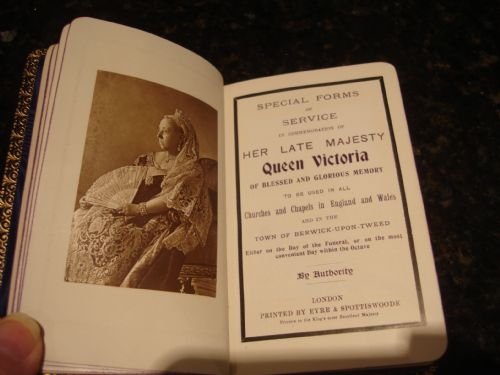 SPECIAL FORMS
OF
SERVICE
IN COMMEMORATION OF
HER LATE MAJESTY
Queen Victoria
OF BLESSED AND GLORIOUS MEMORY
TO BE USED IN ALL
Churches and Chapels in England and Wales
AND IN THE
TOWN OF BERWICK-UPON-TWEED
Either on the Day of the Funeral, or on the most
convenient Day within the Octave
By Authority
LONDON
PRINTED BY EYRE & SPOTTISWOODE
Printers to the King's most Excellent Majesty